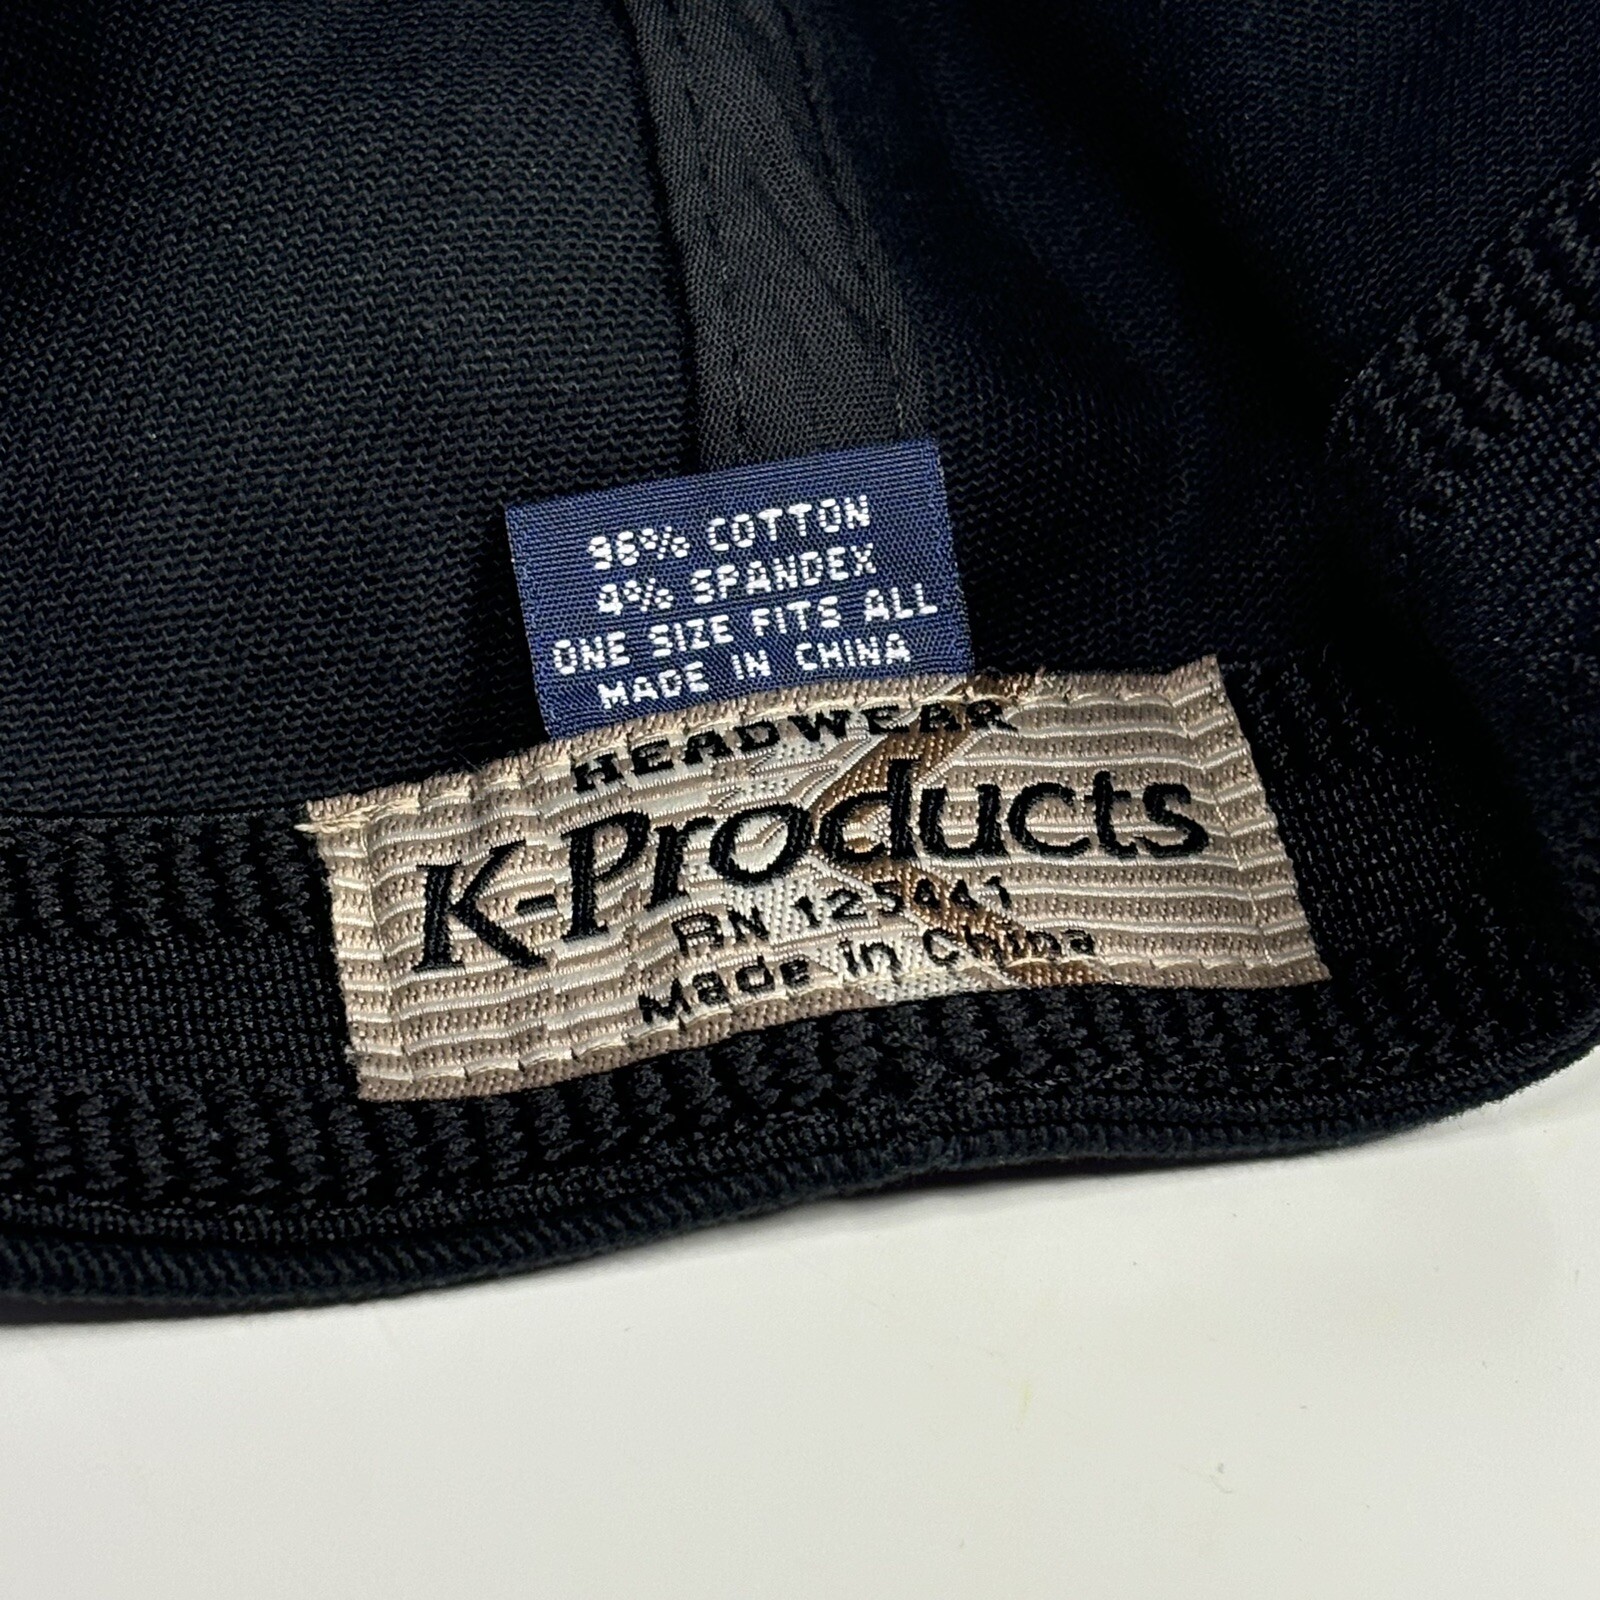 96% COTTON
4% SPANDEX
ONE SIZE FITS ALL
MADE IN CHINA
HEADWEAR
K-Products
RN 125441
Made in China